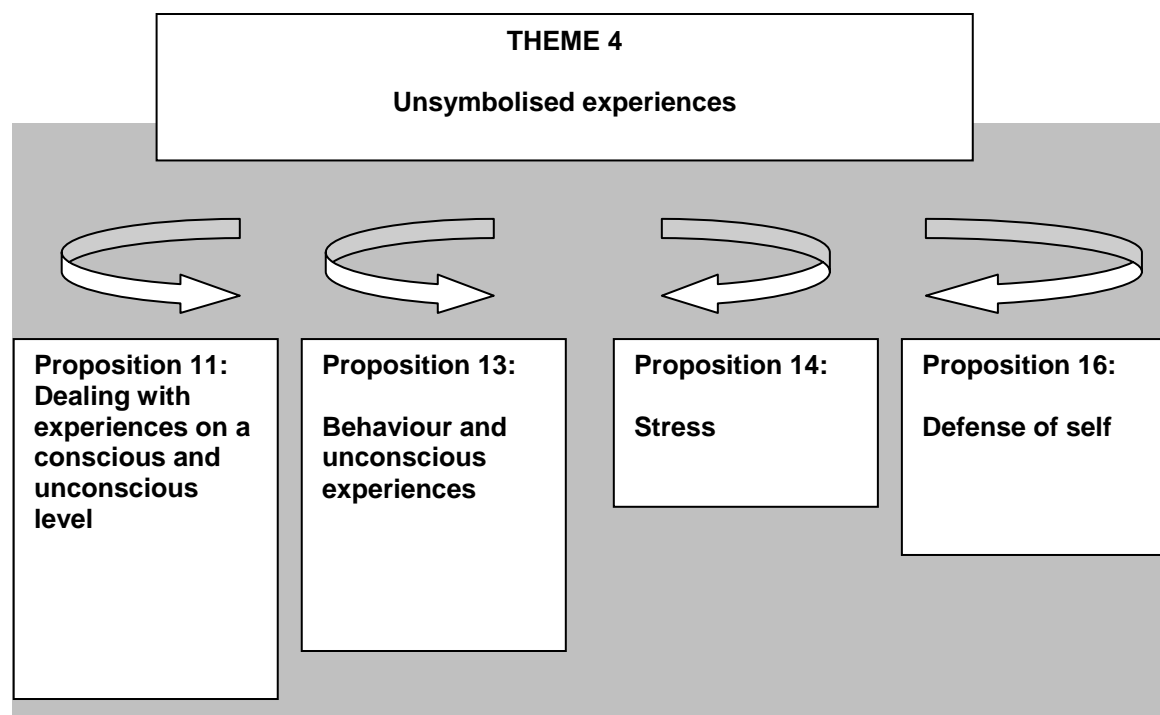 THEME 4
Unsymbolised experiences
Proposition 11:
Dealing with
experiences on a
conscious and
unconscious
level
Proposition 13:
Behaviour and
unconscious
experiences
Proposition 14:
Stress
Proposition 16:
Defense of self